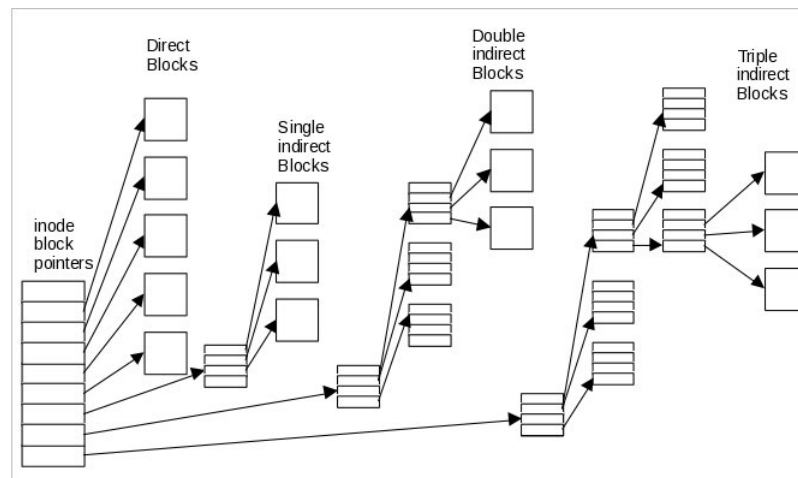 Direct
Blocks
Single
indirect
Blocks
Double
indirect
Blocks
Triple
indirect
Blocks
inode
block
pointers